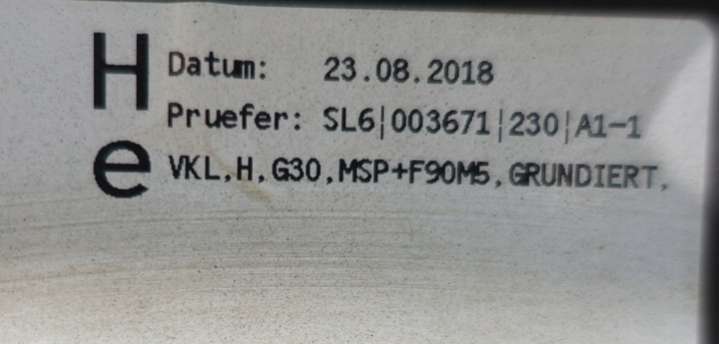 H Datum: 23.08.2018
Pruefer: SL6|003671|230|A1-1
e VKL,H,G30,MSP+F90M5,GRUNDIERT,